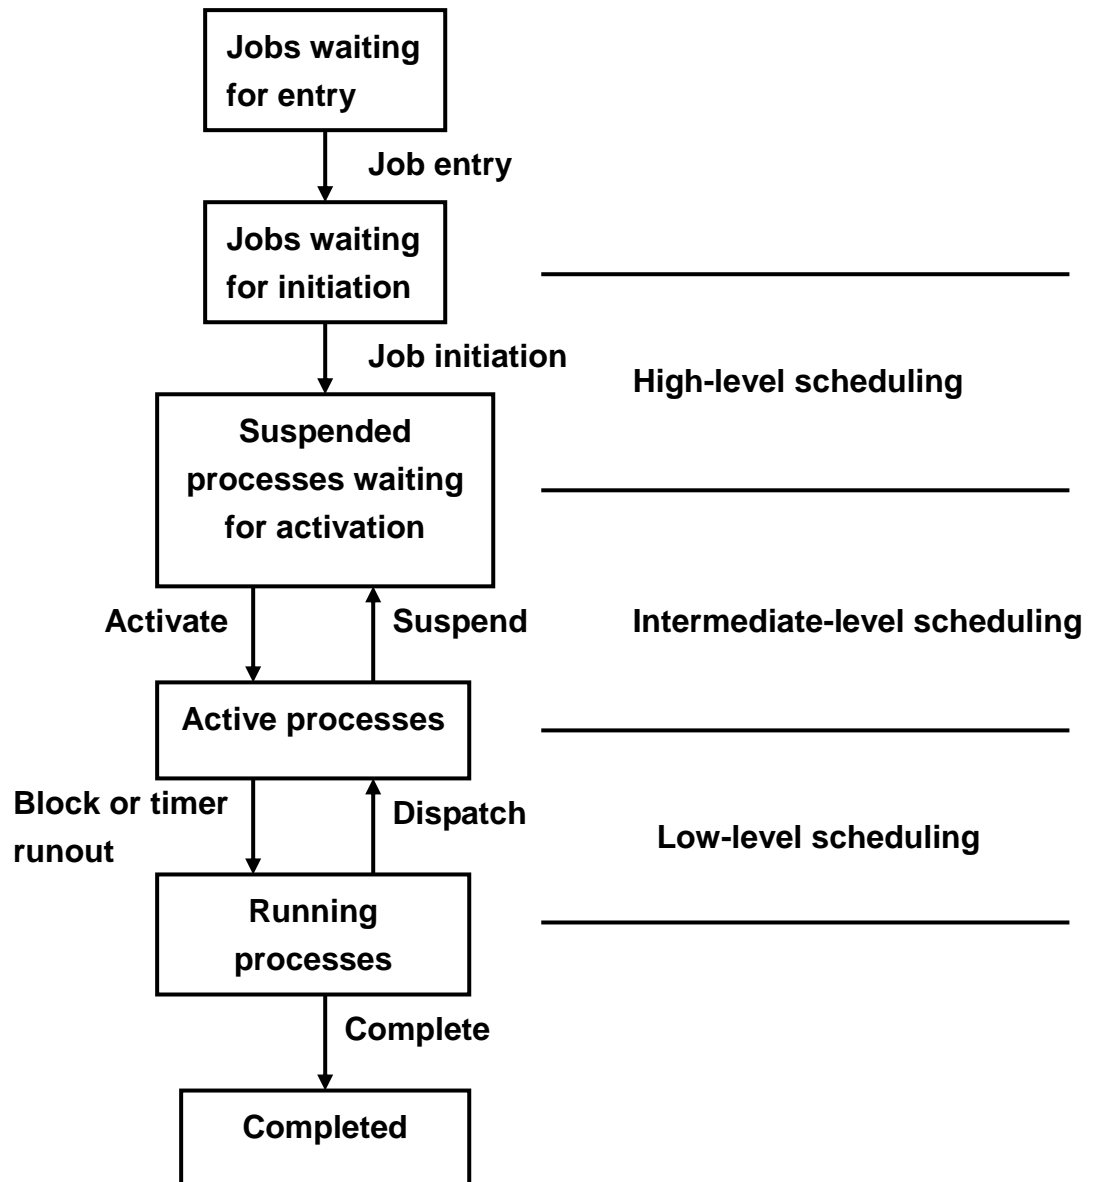 Jobs waiting
for entry
Job entry
Jobs waiting
for initiation
Job initiation
High-level scheduling
Suspended
processes waiting
for activation
Activate
Suspend
Intermediate-level scheduling
Active processes
Block or timer
runout
Dispatch
Low-level scheduling
Running
processes
Complete
Completed